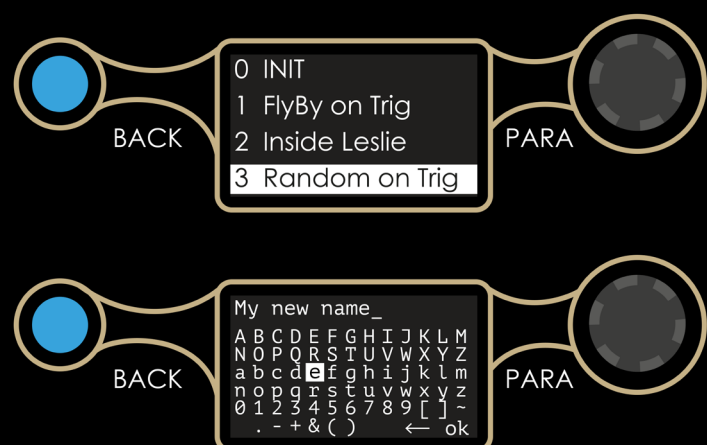 0 INIT
1 FlyBy on Trig
2 Inside Leslie
3 Random on Trig
BACK
PARA
My new name_
A B C D E F G H I J K L M
N O P Q R S T U V W X Y Z
a b c d e f g h i j k l m
n o p q r s t u v w x y z
0 1 2 3 4 5 6 7 8 9 [ ] ~
. - + & ( ) ← ok
BACK
PARA